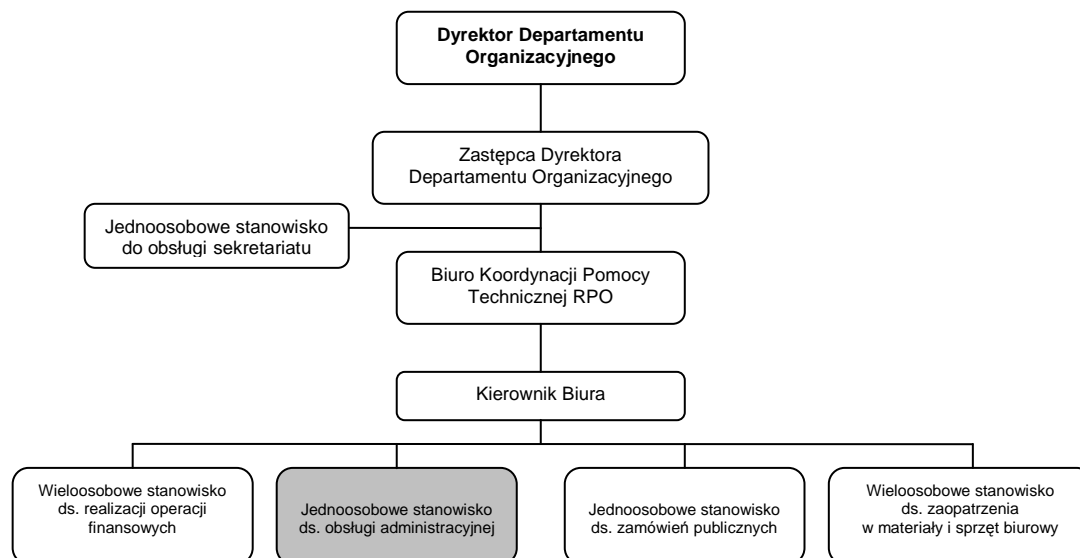 Dyrektor Departamentu
Organizacyjnego
Zastępca Dyrektora
Departamentu Organizacyjnego
Jednoosobowe stanowisko
do obsługi sekretariatu
Biuro Koordynacji Pomocy
Technicznej RPO
Kierownik Biura
Wieloosobowe stanowisko
ds. realizacji operacji
finansowych
Jednoosobowe stanowisko
ds. obsługi administracyjnej
Jednoosobowe stanowisko
ds. zamówień publicznych
Wieloosobowe stanowisko
ds. zaopatrzenia
w materiały i sprzęt biurowy